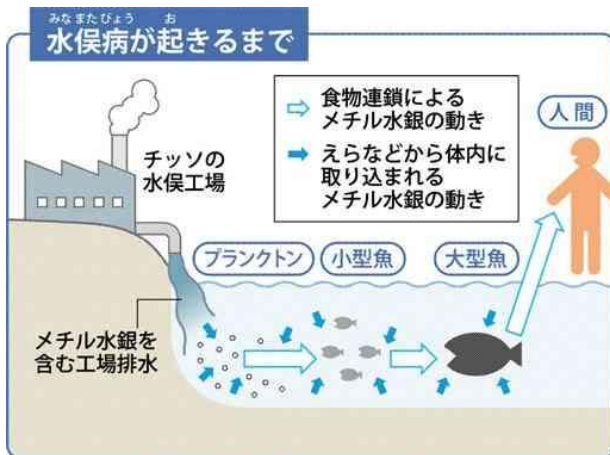 みなまたびょう お
水俣病が起きるまで
食物連鎖による
メチル水銀の動き
えらなどから体内に
取り込まれる
メチル水銀の動き
人間
チッソの
水俣工場
プランクトン
小型魚
大型魚
メチル水銀を
含む工場排水